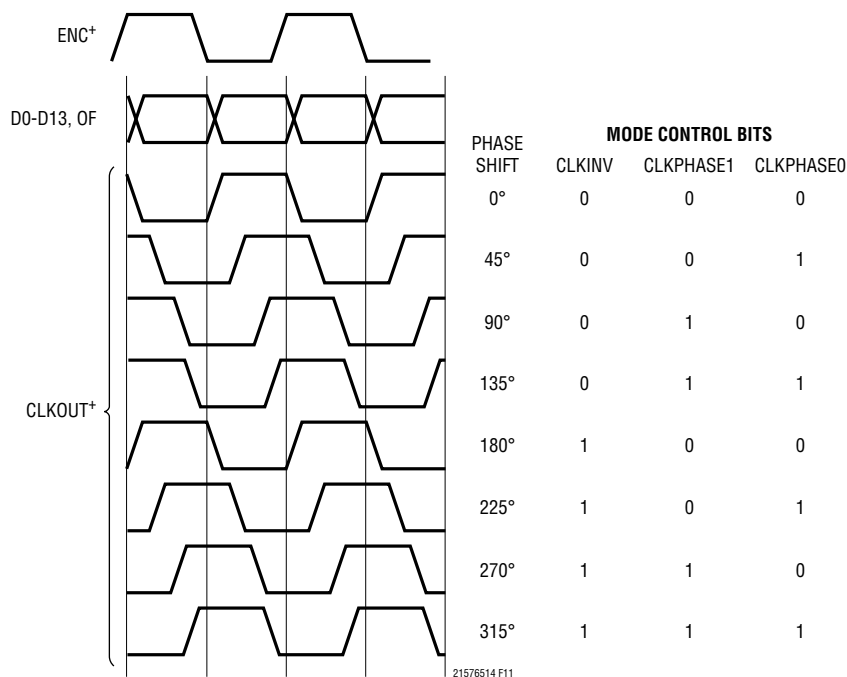 ENC+
D0-D13, OF
CLKOUT+
MODE CONTROL BITS
PHASE SHIFT CLKINV CLKPHASE1 CLKPHASE0
0° 0 0 0
45° 0 0 1
90° 0 1 0
135° 0 1 1
180° 1 0 0
225° 1 0 1
270° 1 1 0
315° 1 1 1
21576514 F11